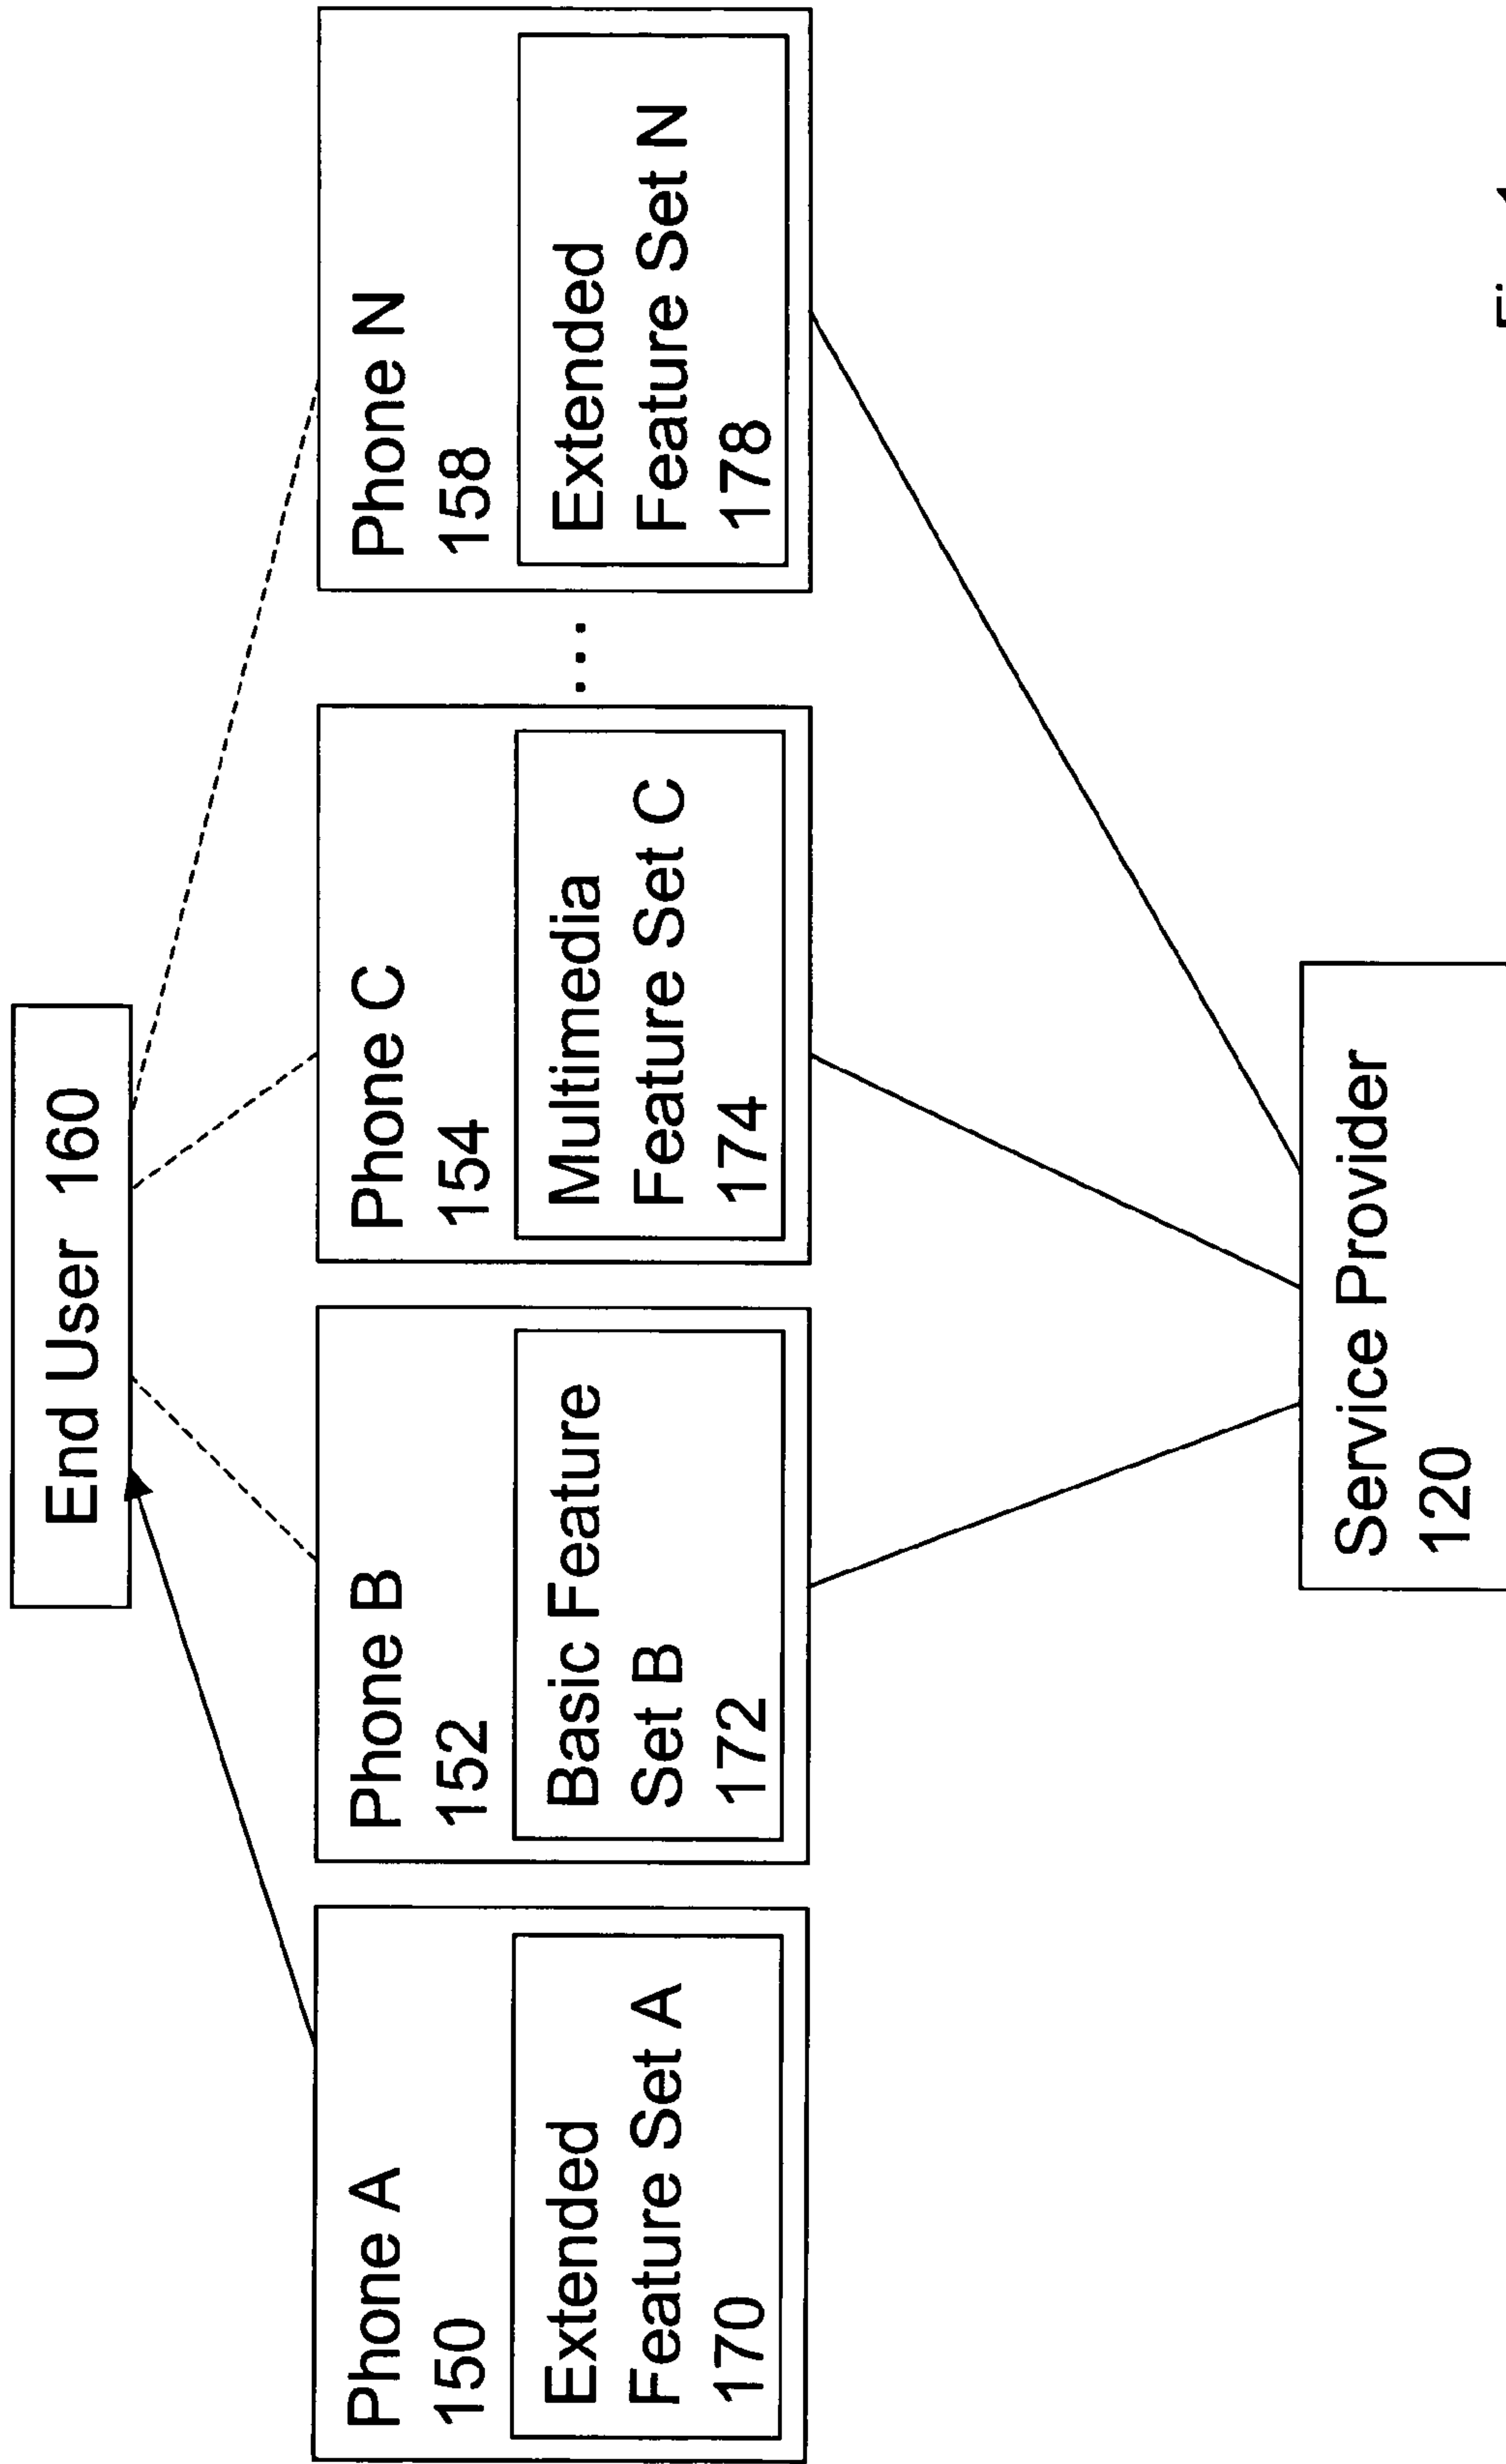 End User 160
Phone A
150
Extended
Feature Set A
170
Phone B
152
Basic Feature
Set B
172
Phone C
154
Multimedia
Feature Set C
174
...
Phone N
158
Extended
Feature Set N
178
Service Provider
120